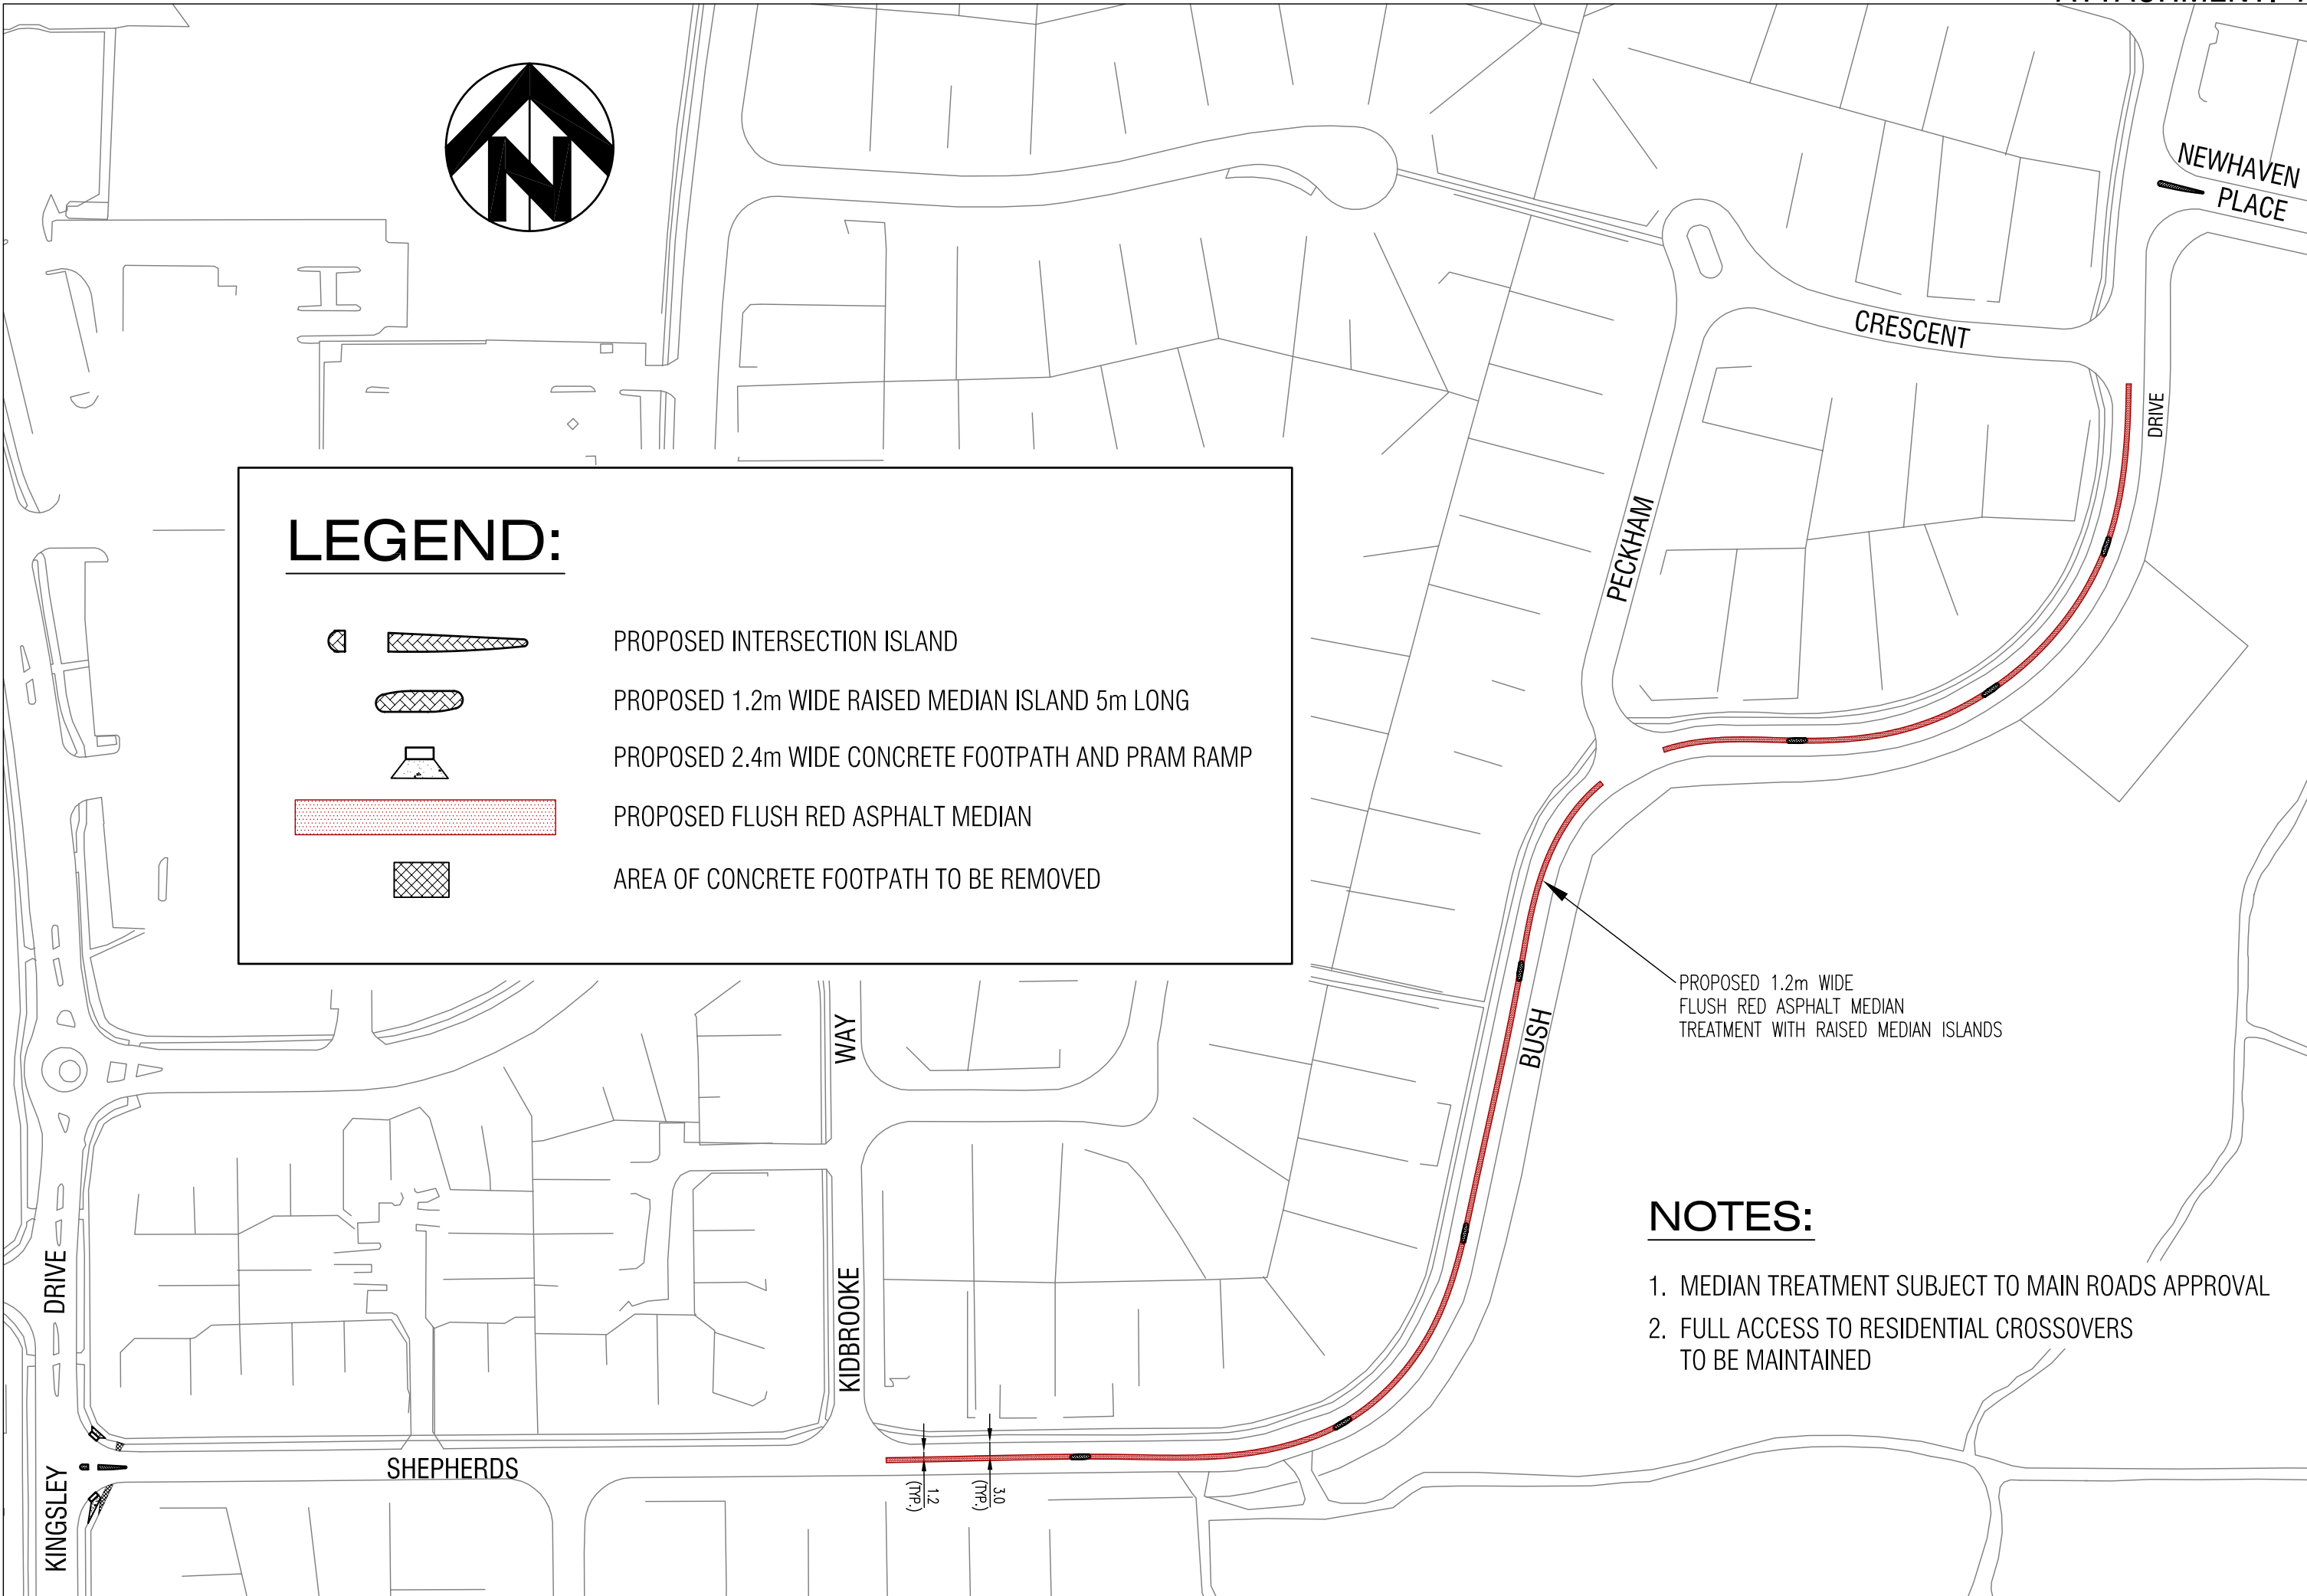 NEWHAVEN
PLACE
CRESCENT
DRIVE
PECKHAM
LEGEND:
PROPOSED INTERSECTION ISLAND
PROPOSED 1.2m WIDE RAISED MEDIAN ISLAND 5m LONG
PROPOSED 2.4m WIDE CONCRETE FOOTPATH AND PRAM RAMP
PROPOSED FLUSH RED ASPHALT MEDIAN
AREA OF CONCRETE FOOTPATH TO BE REMOVED
N
PROPOSED 1.2m WIDE
FLUSH RED ASPHALT MEDIAN
TREATMENT WITH RAISED MEDIAN ISLANDS
BUSH
WAY
KIDBROOKE
DRIVE
KINGSLEY
SHEPHERDS
1.2
(TYP.)
3.0
(TYP.)
NOTES:
1. MEDIAN TREATMENT SUBJECT TO MAIN ROADS APPROVAL
2. FULL ACCESS TO RESIDENTIAL CROSSOVERS
TO BE MAINTAINED